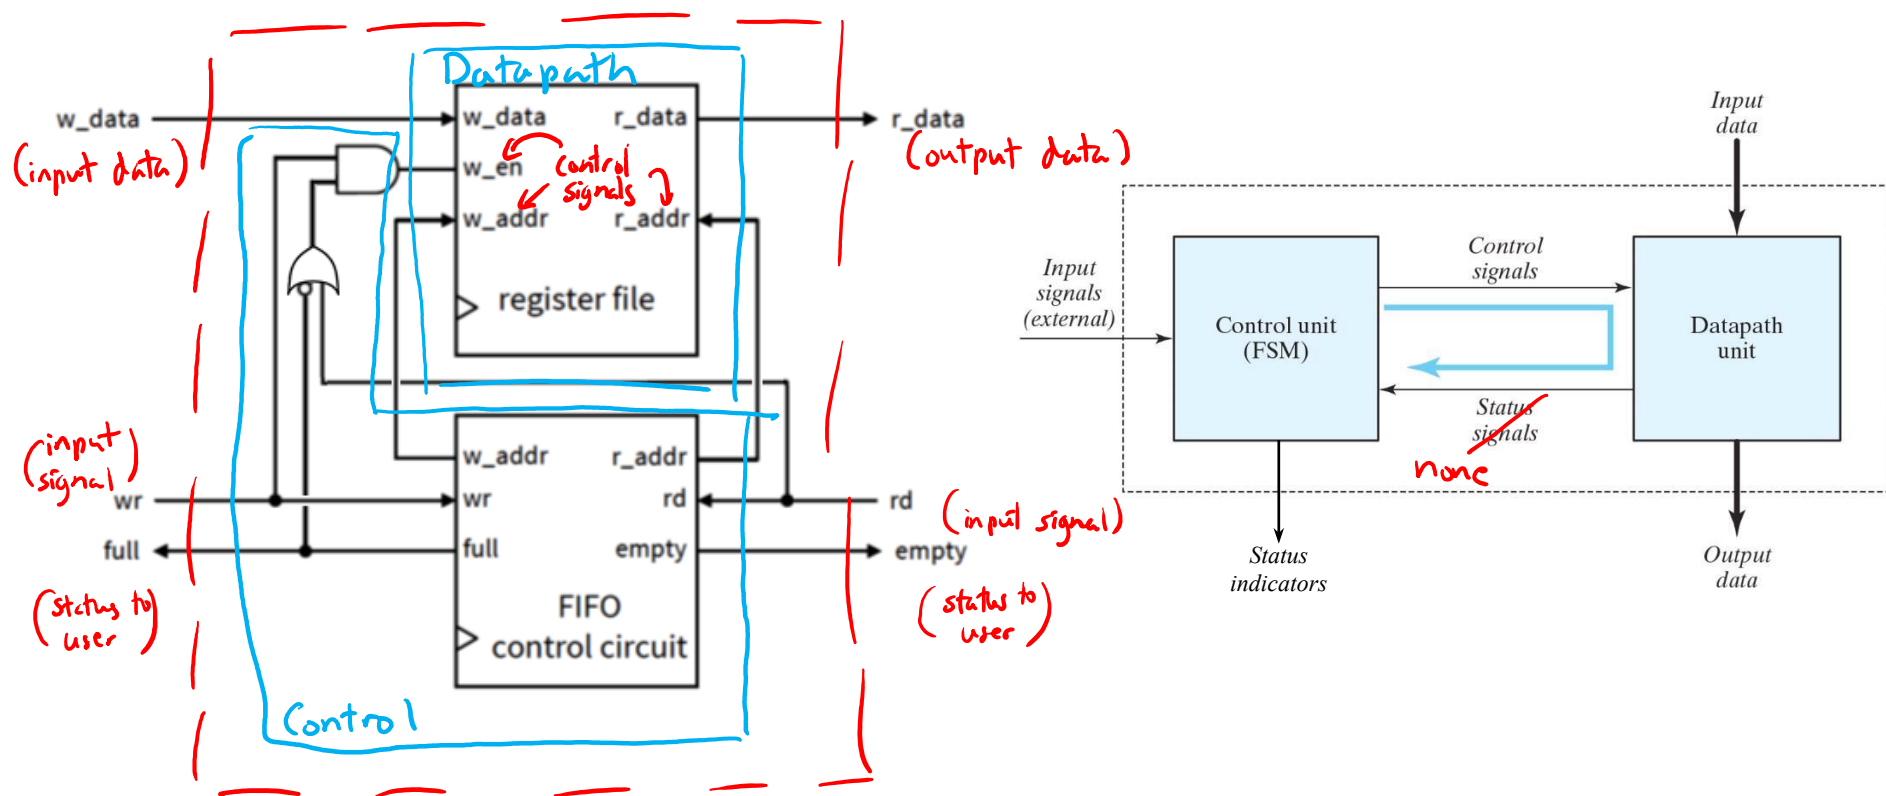 Datapath
w_data
w_data
r_data
r_data
(input data)
(output data)
w_en
control
signals
w_addr
r_addr
register file
(input
signal)
w_addr
r_addr
wr
wr
rd
rd
(input signal)
full
full
empty
empty
(status to
user)
(status to
user)
FIFO
control circuit
Control
Input
data
Control
signals
Input
signals
(external)
Control unit
(FSM)
Datapath
unit
Status
signals
none
Status
indicators
Output
data